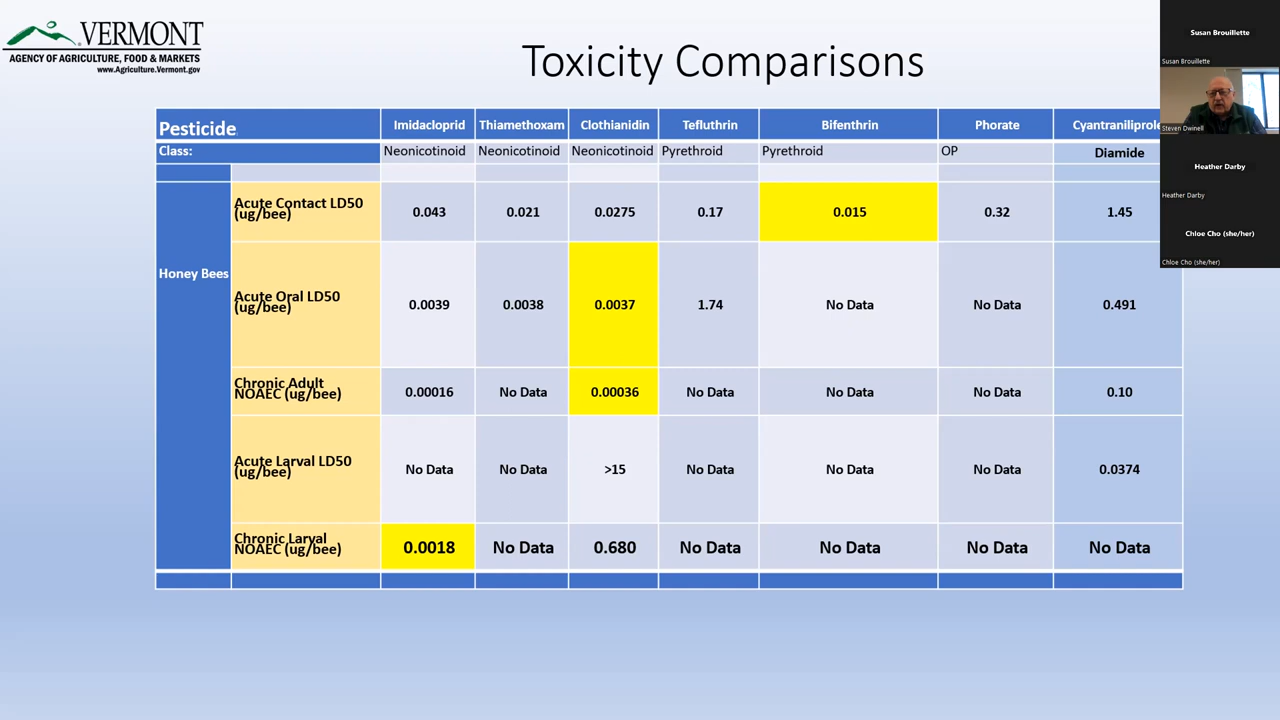 VERMONT
AGENCY OF AGRICULTURE, FOOD & MARKETS
www.Agriculture.Vermont.gov
Toxicity Comparisons
Susan Brouillette
Susan Brouillette
Steven Dwinell
Heather Darby
Heather Darby
Chloe Cho (she/her)
Chloe Cho (she/her)
Pesticide Imidacloprid Thiamethoxam Clothianidin Tefluthrin Bifenthrin Phorate Cyantraniliprole
Class: Neonicotinoid Neonicotinoid Neonicotinoid Pyrethroid Pyrethroid OP Diamide
Honey Bees
Acute Contact LD50
(ug/bee)
0.043 0.021 0.0275 0.17 0.015 0.32 1.45
Acute Oral LD50
(ug/bee)
0.0039 0.0038 0.0037 1.74 No Data No Data 0.491
Chronic Adult
NOAEC (ug/bee)
0.00016 No Data 0.00036 No Data No Data No Data 0.10
Acute Larval LD50
(ug/bee)
No Data No Data >15 No Data No Data No Data 0.0374
Chronic Larval
NOAEC (ug/bee)
0.0018 No Data 0.680 No Data No Data No Data No Data